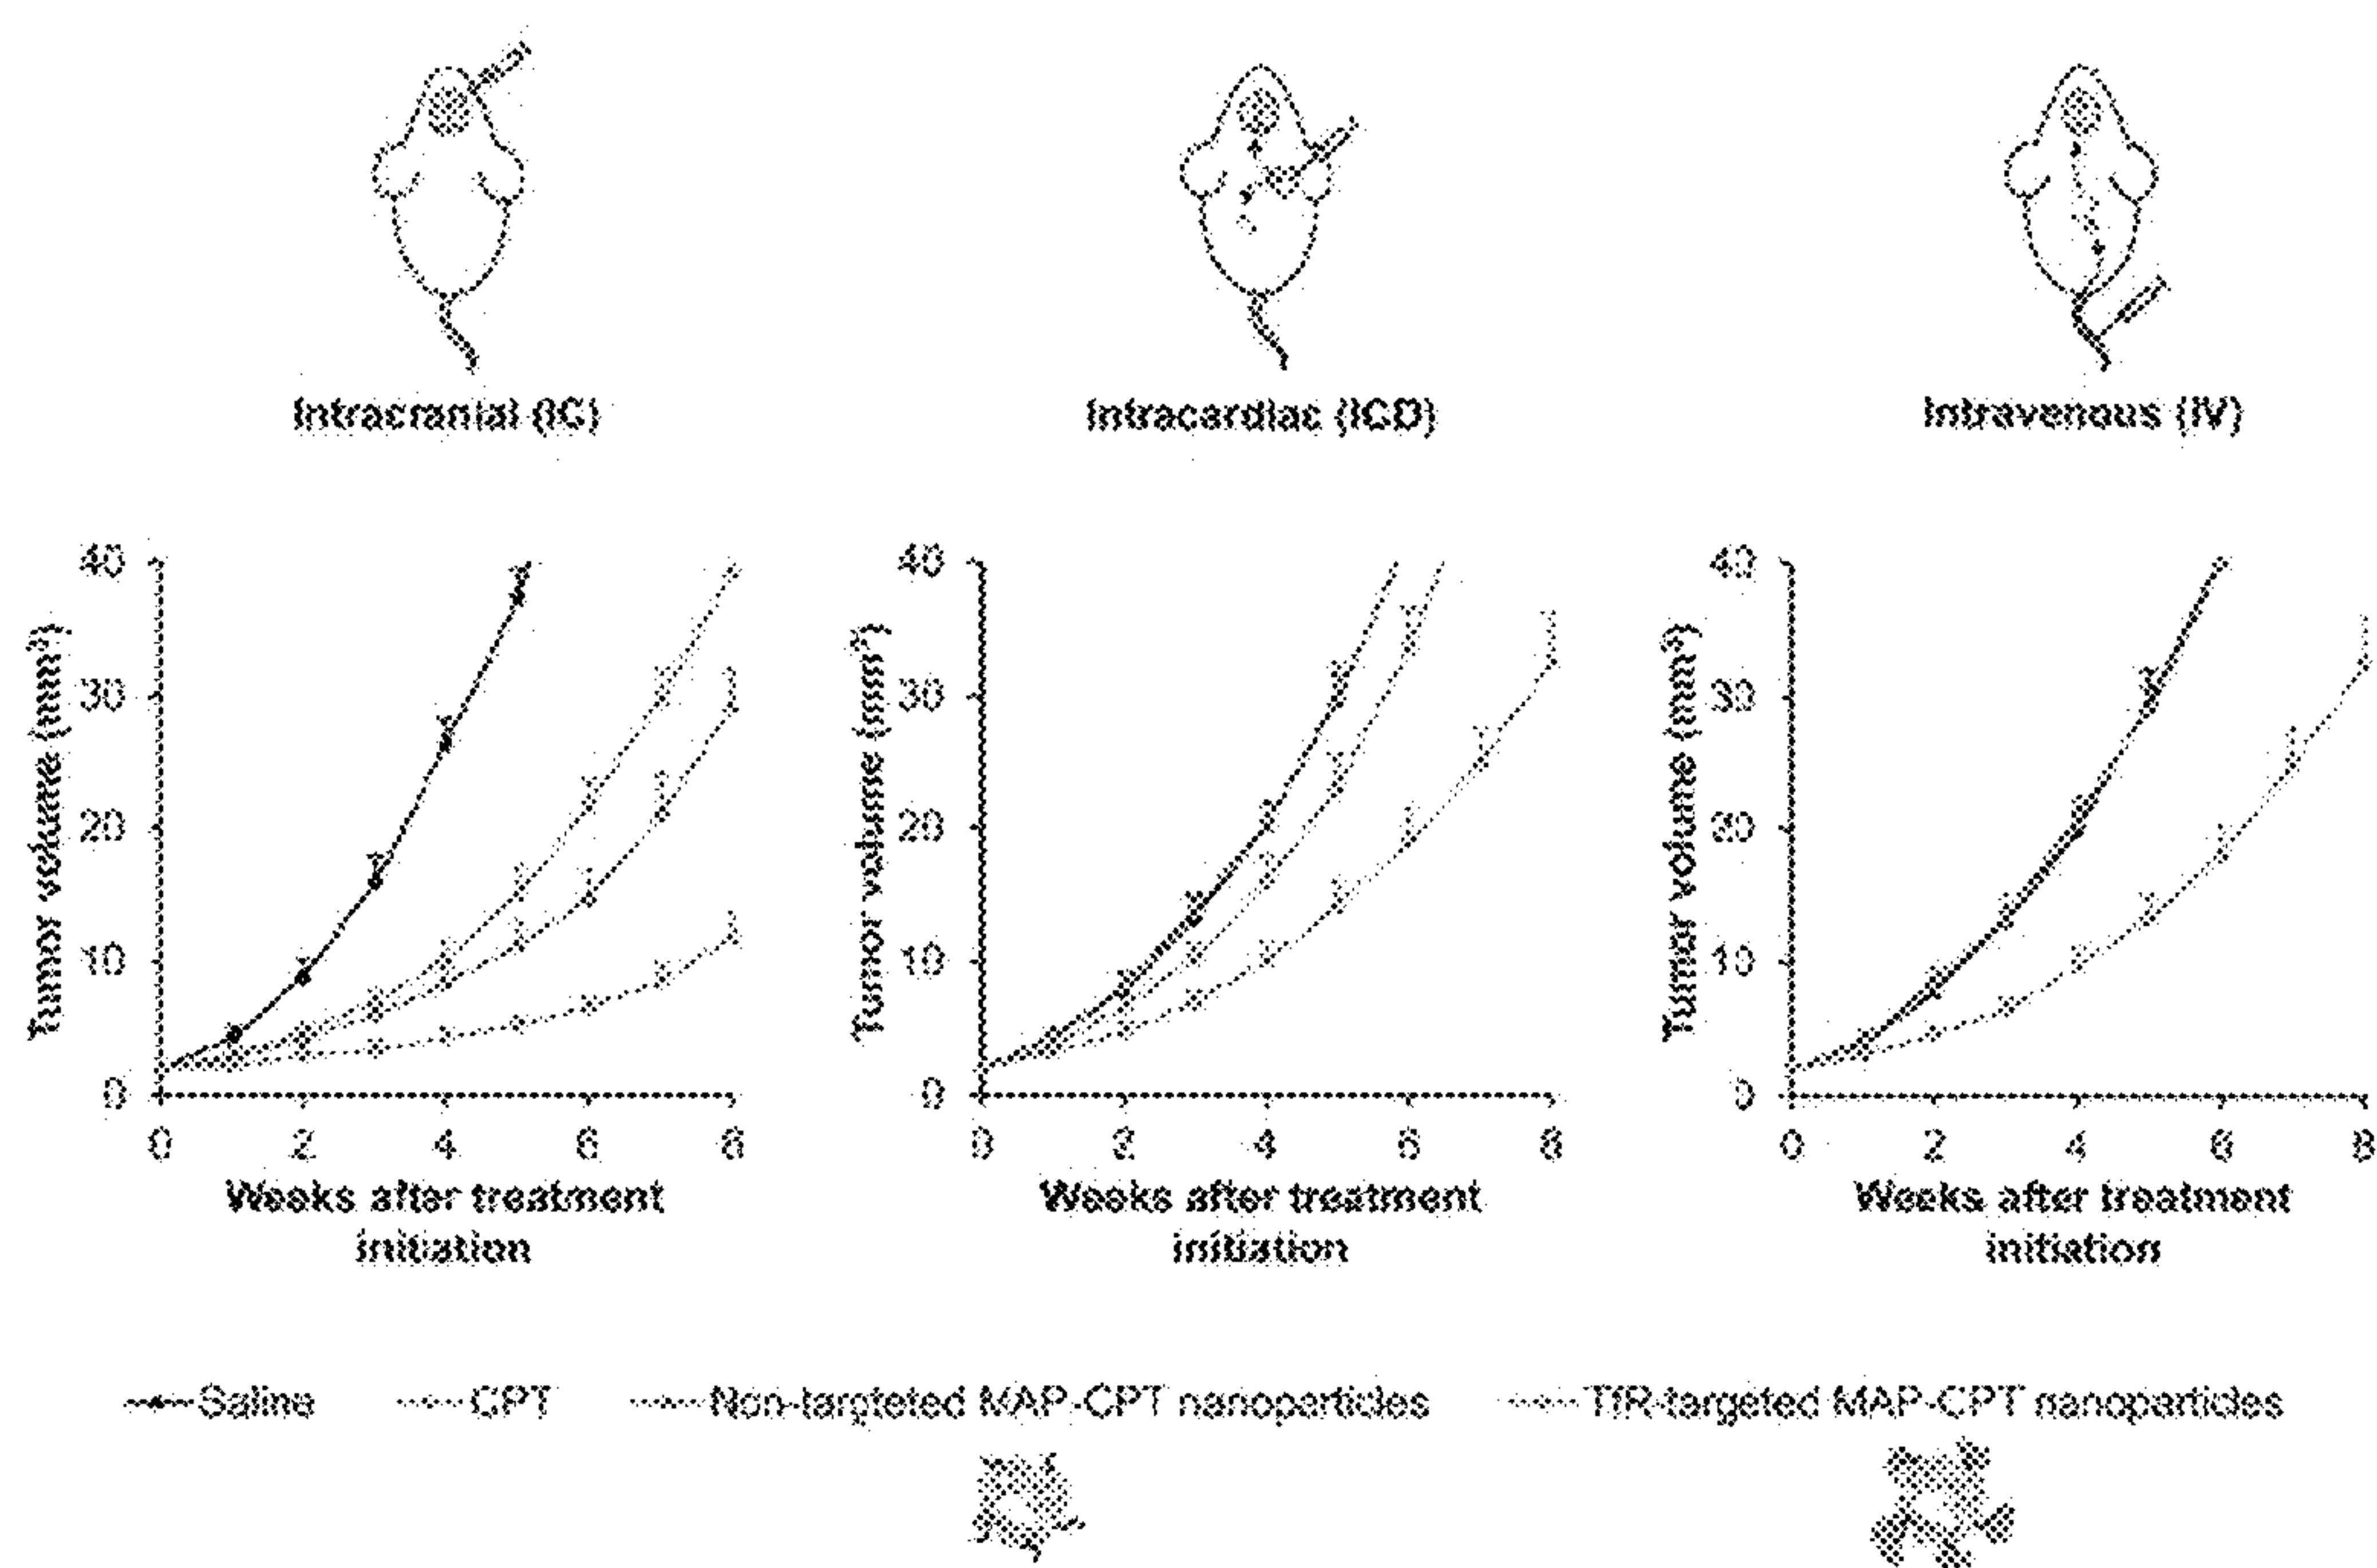 Intracranial (IC)
Intracardiac (ICD)
Intravenous (IV)
Tumor volume (mm³)
40
30
20
10
0
0 2 4 6 8
Weeks after treatment
initiation
Tumor volume (mm³)
40
30
20
10
0
0 2 4 6 8
Weeks after treatment
initiation
Tumor volume (mm³)
40
30
20
10
0
0 2 4 6 8
Weeks after treatment
initiation
Saline CPT Non-targteted MAP-CPT nanoparticles TfR-targeted MAP-CPT nanoparticles